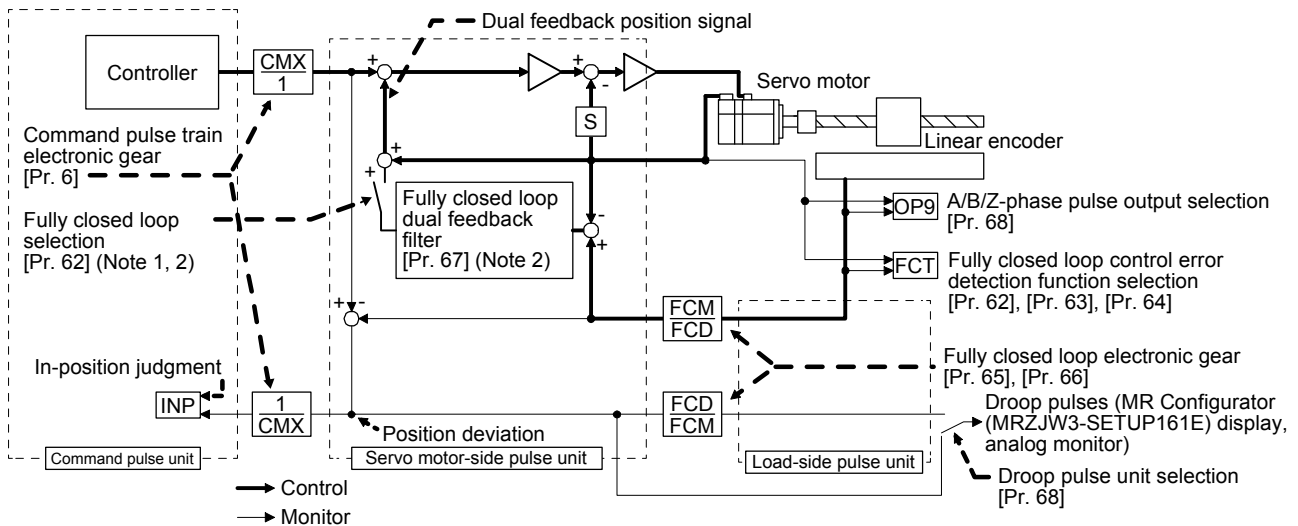 Dual feedback position signal
Controller
CMX
1
+
+
+
-
Servo motor
S
Linear encoder
Command pulse train
electronic gear
[Pr. 6]
+
+
Fully closed loop
selection
[Pr. 62] (Note 1, 2)
Fully closed loop
dual feedback
filter
[Pr. 67] (Note 2)
-
+
OP9
A/B/Z-phase pulse output selection
[Pr. 68]
FCT
Fully closed loop control error
detection function selection
[Pr. 62], [Pr. 63], [Pr. 64]
+
-
FCM
FCD
Fully closed loop electronic gear
[Pr. 65], [Pr. 66]
In-position judgment
INP
1
CMX
FCD
FCM
Droop pulses (MR Configurator
(MRZJW3-SETUP161E) display,
analog monitor)
Position deviation
Command pulse unit
Servo motor-side pulse unit
Load-side pulse unit
Droop pulse unit selection
[Pr. 68]
Control
Monitor